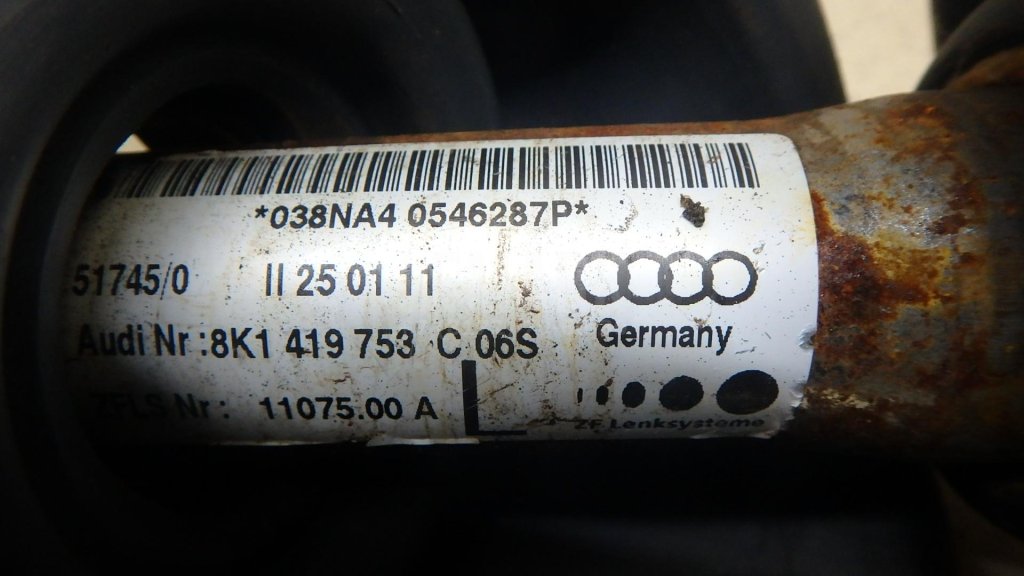 *038NA4 0546287P*
51745/0 II 25 01 11
Audi Nr :8K1 419 753 C 06S
Germany
ZFLS Nr : 11075.00 A L
ZF Lenksysteme